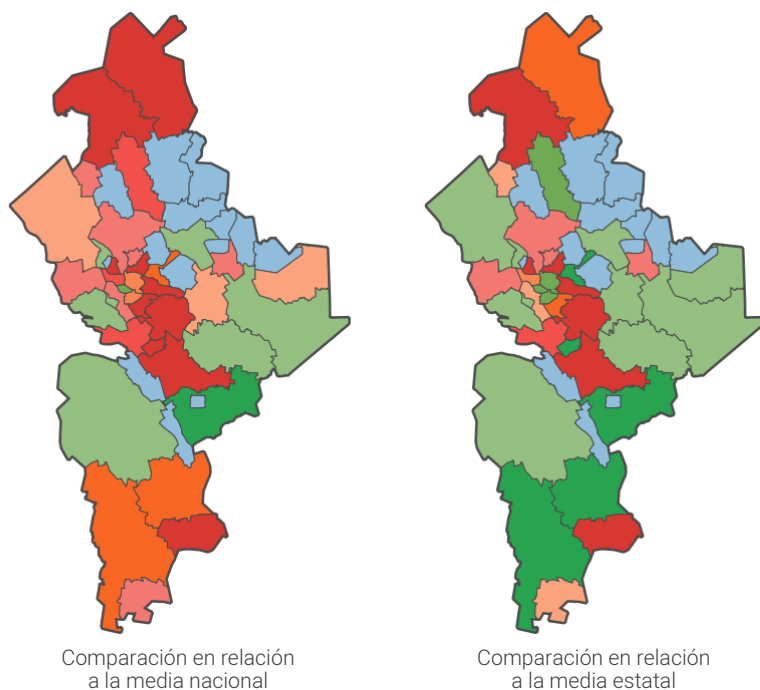 Comparación en relación
a la media nacional
Comparación en relación
a la media estatal